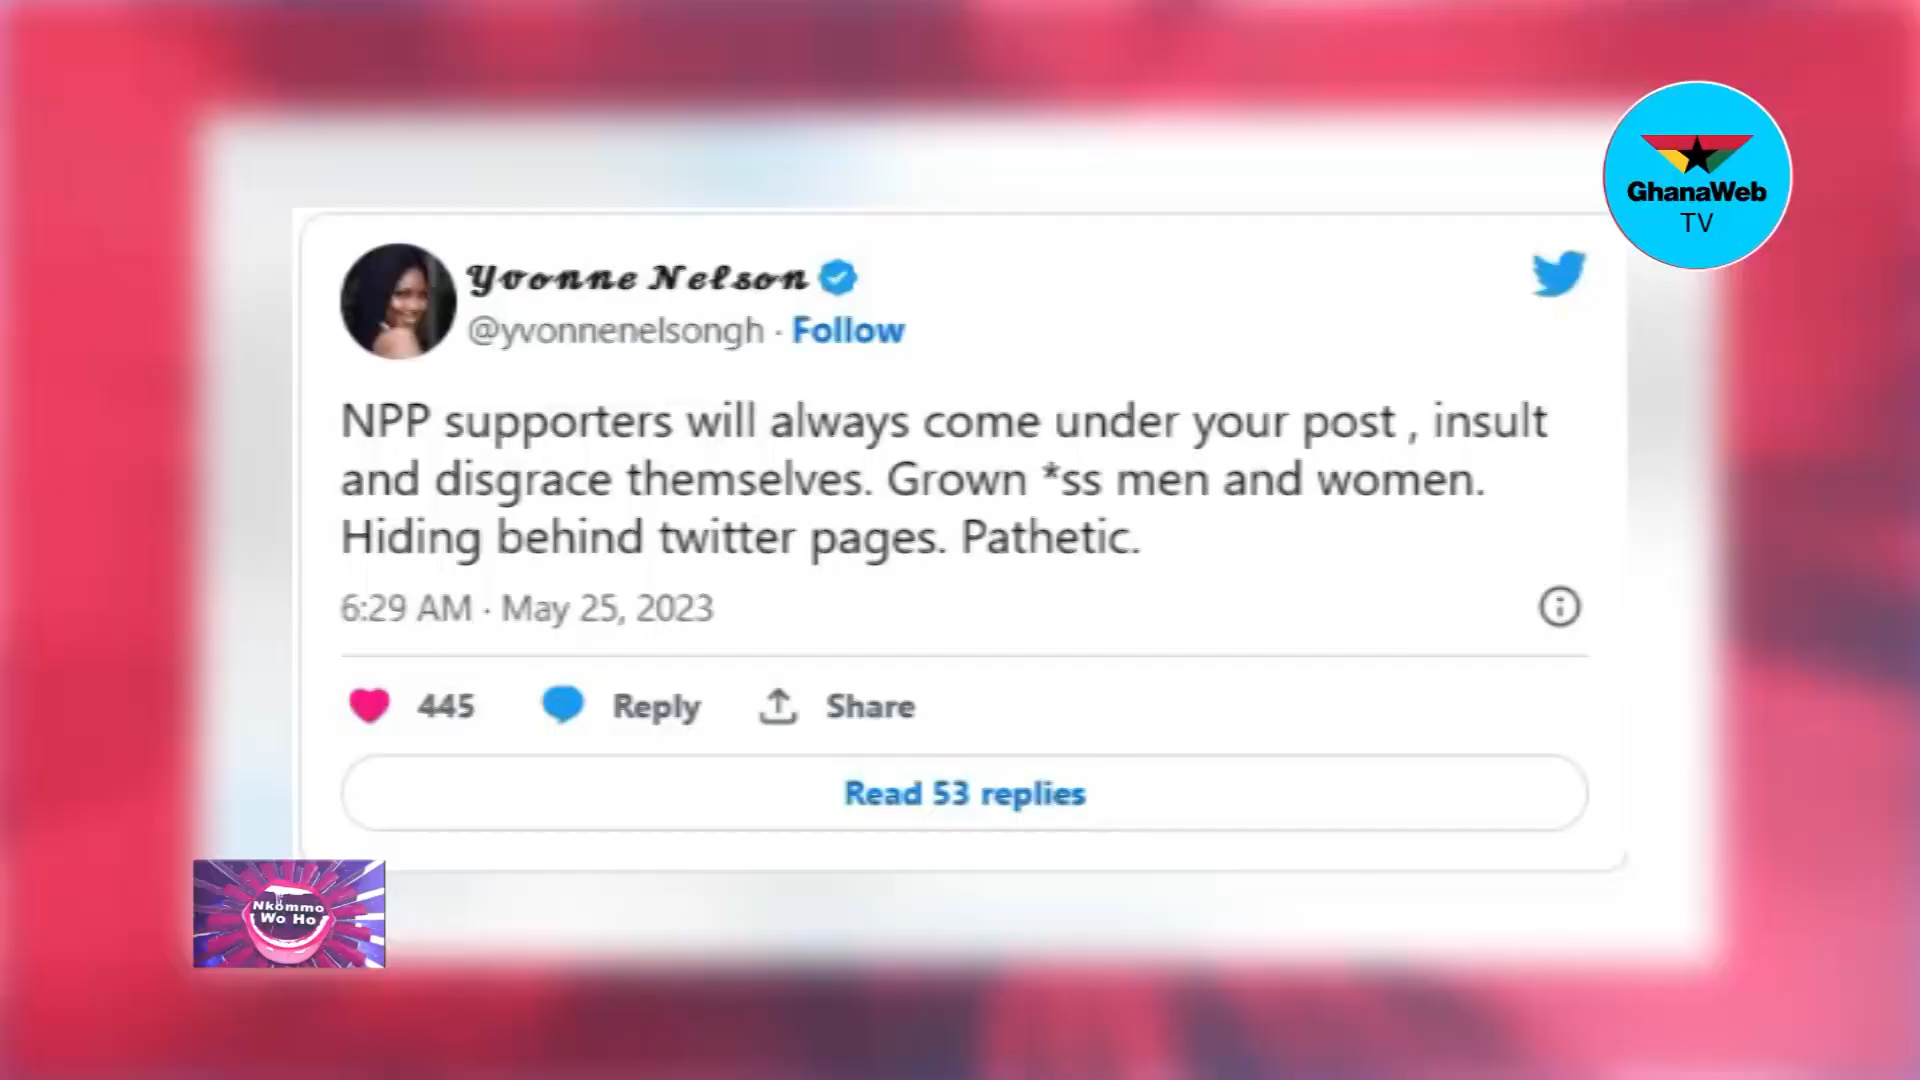 GhanaWeb
TV
Yvonne Nelson
@yvonnenelsongh · Follow
NPP supporters will always come under your post , insult
and disgrace themselves. Grown *ss men and women.
Hiding behind twitter pages. Pathetic.
6:29 AM · May 25, 2023
445 Reply Share
Read 53 replies
Nkommo
Wo Ho